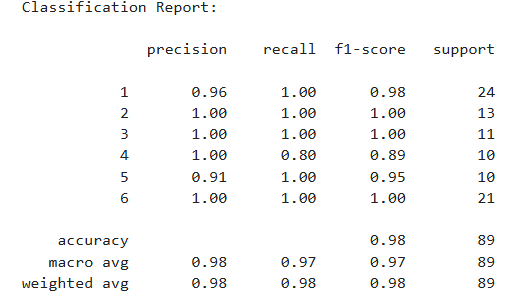 Classification Report:
precision recall f1-score support
1 0.96 1.00 0.98 24
2 1.00 1.00 1.00 13
3 1.00 1.00 1.00 11
4 1.00 0.80 0.89 10
5 0.91 1.00 0.95 10
6 1.00 1.00 1.00 21
accuracy 0.98 89
macro avg 0.98 0.97 0.97 89
weighted avg 0.98 0.98 0.98 89